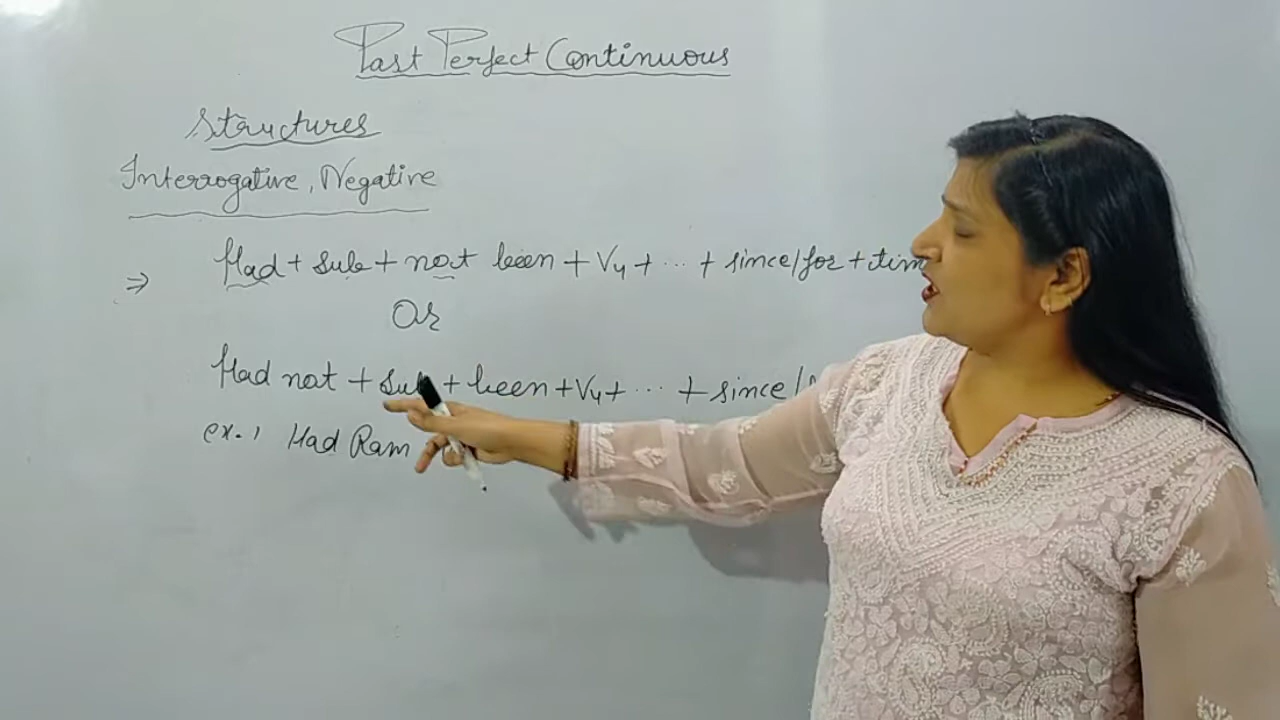 Past Perfect Continuous
Structures
Interrogative, Negative
⇒ Had + sub + not been + V4 + ... + since/for + tim
Or
Had not + sub + been + V4 + ... + since/
ex. 1 Had Ram